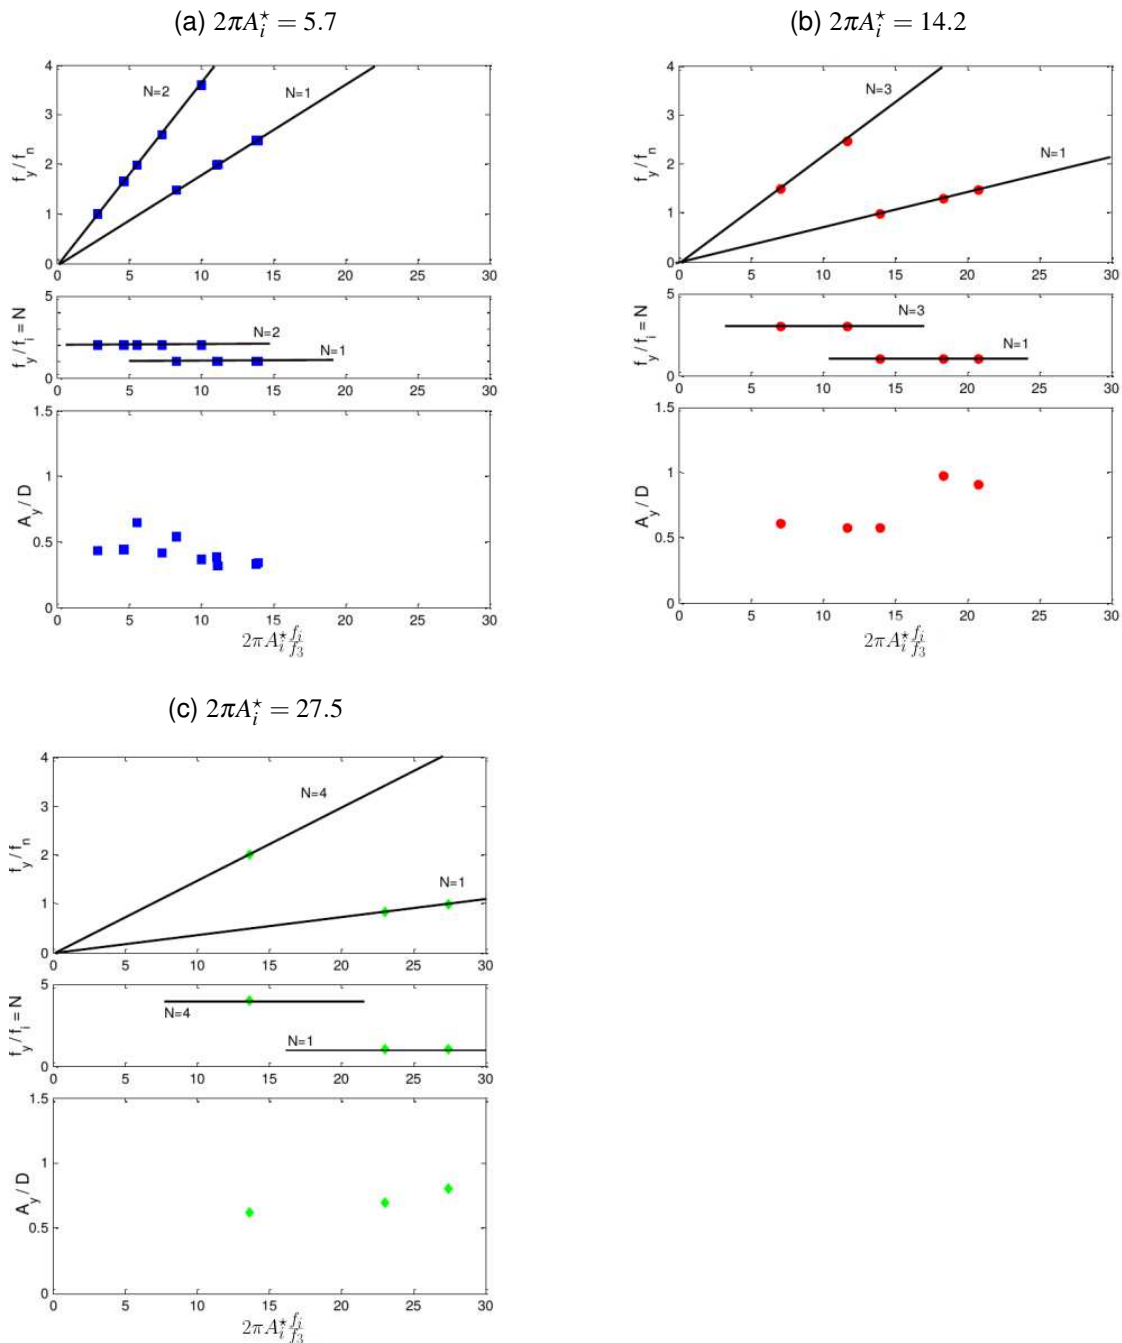 (a) 2πA_i^⋆ = 5.7
4
3
2
1
0
f_y / f_n
N=2
N=1
0 5 10 15 20 25 30
5
0
f_y / f_i = N
N=2
N=1
0 5 10 15 20 25 30
1.5
1
0.5
0
A_y / D
0 5 10 15 20 25 30
2πA_i^⋆ f_i/f_3
(b) 2πA_i^⋆ = 14.2
4
3
2
1
0
f_y / f_n
N=3
N=1
0 5 10 15 20 25 30
5
0
f_y / f_i = N
N=3
N=1
0 5 10 15 20 25 30
1.5
1
0.5
0
A_y / D
0 5 10 15 20 25 30
2πA_i^⋆ f_i/f_3
(c) 2πA_i^⋆ = 27.5
4
3
2
1
0
f_y / f_n
N=4
N=1
0 5 10 15 20 25 30
5
0
f_y / f_i = N
N=4
N=1
0 5 10 15 20 25 30
1.5
1
0.5
0
A_y / D
0 5 10 15 20 25 30
2πA_i^⋆ f_i/f_3